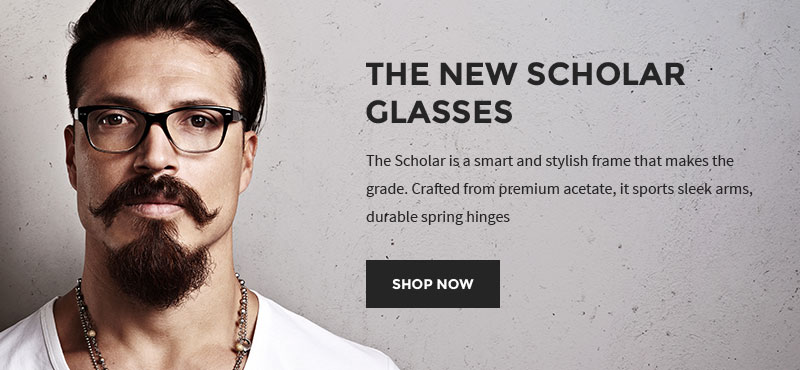 THE NEW SCHOLAR
GLASSES
The Scholar is a smart and stylish frame that makes the
grade. Crafted from premium acetate, it sports sleek arms,
durable spring hinges
SHOP NOW